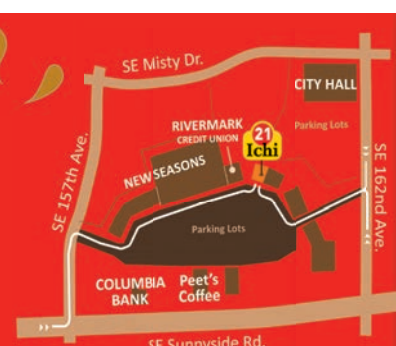 SE Misty Dr.
CITY HALL
Parking Lots
RIVERMARK
CREDIT UNION
21
Ichi
NEW SEASONS
SE 157th Ave.
SE 162nd Ave.
Parking Lots
COLUMBIA
BANK
Peet's
Coffee
SE Sunnyside Rd.